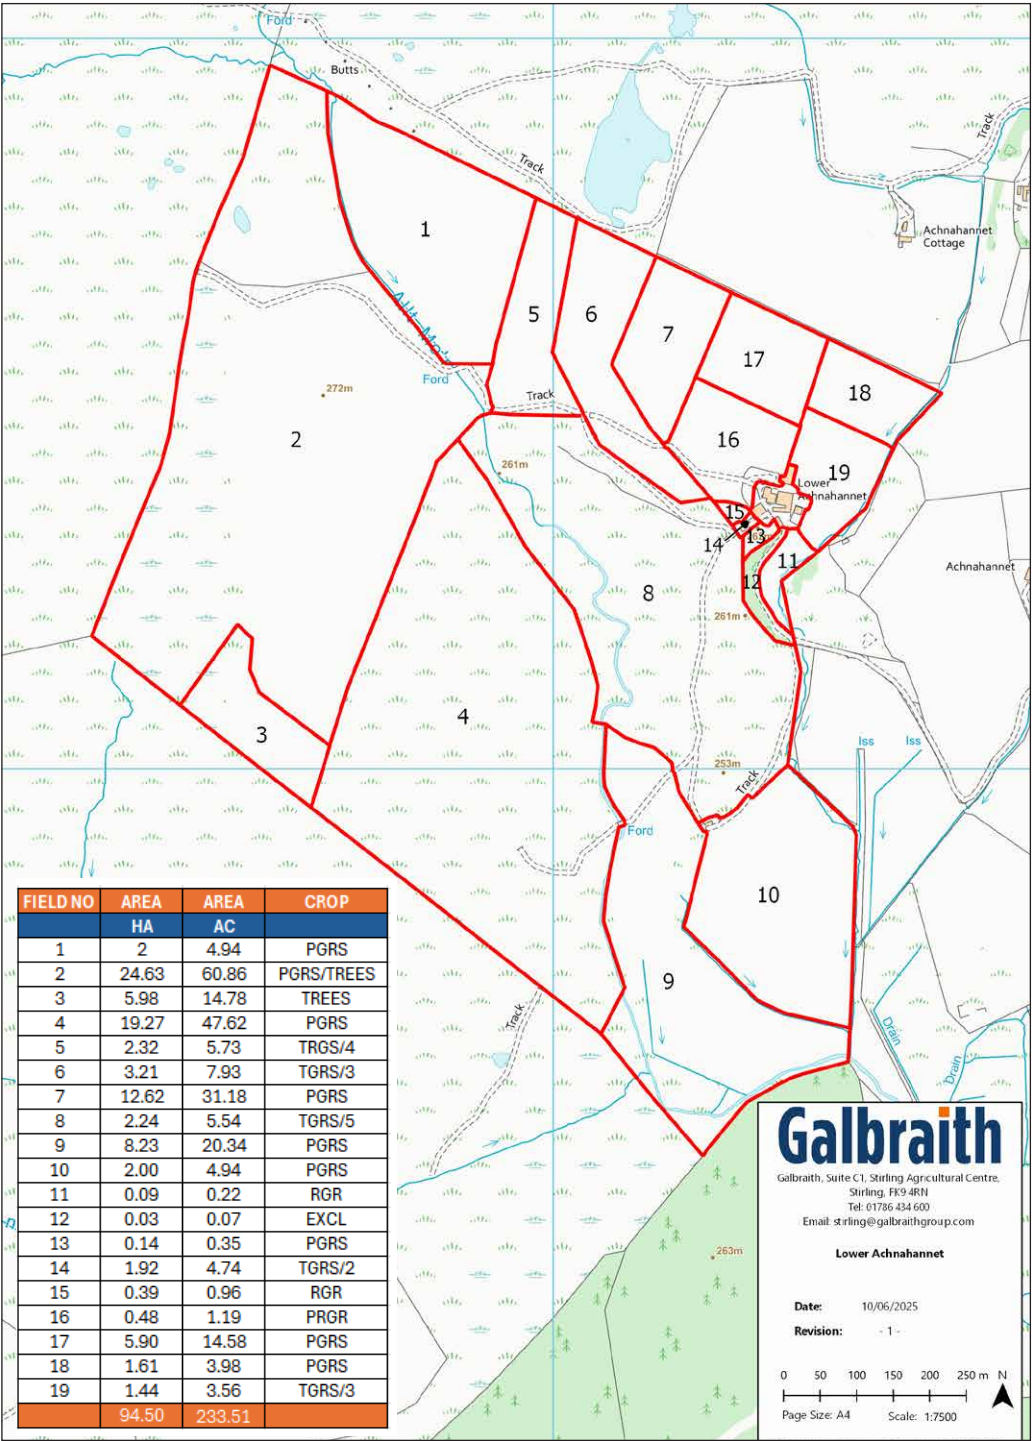 Ford
Butts
Track
Track
Achnahannet
Cottage
1
5
6
7
17
18
Allt Mo
Ford
272m
Track
2
16
19
261m
Lower
Achnahannet
15
14
13
11
12
Achnahannet
8
261m
4
3
Iss
Iss
253m
Track
Ford
10
9
Track
Drain
Drain
263m
FIELD NO AREA AREA CROP
HA AC
1 2 4.94 PGRS
2 24.63 60.86 PGRS/TREES
3 5.98 14.78 TREES
4 19.27 47.62 PGRS
5 2.32 5.73 TRGS/4
6 3.21 7.93 TGRS/3
7 12.62 31.18 PGRS
8 2.24 5.54 TGRS/5
9 8.23 20.34 PGRS
10 2.00 4.94 PGRS
11 0.09 0.22 RGR
12 0.03 0.07 EXCL
13 0.14 0.35 PGRS
14 1.92 4.74 TGRS/2
15 0.39 0.96 RGR
16 0.48 1.19 PRGR
17 5.90 14.58 PGRS
18 1.61 3.98 PGRS
19 1.44 3.56 TGRS/3
94.50 233.51
Galbraith
Galbraith, Suite C1, Stirling Agricultural Centre,
Stirling, FK9 4RN
Tel: 01786 434 600
Email: stirling@galbraithgroup.com
Lower Achnahannet
Date: 10/06/2025
Revision: - 1 -
0 50 100 150 200 250 m N
Page Size: A4 Scale: 1:7500